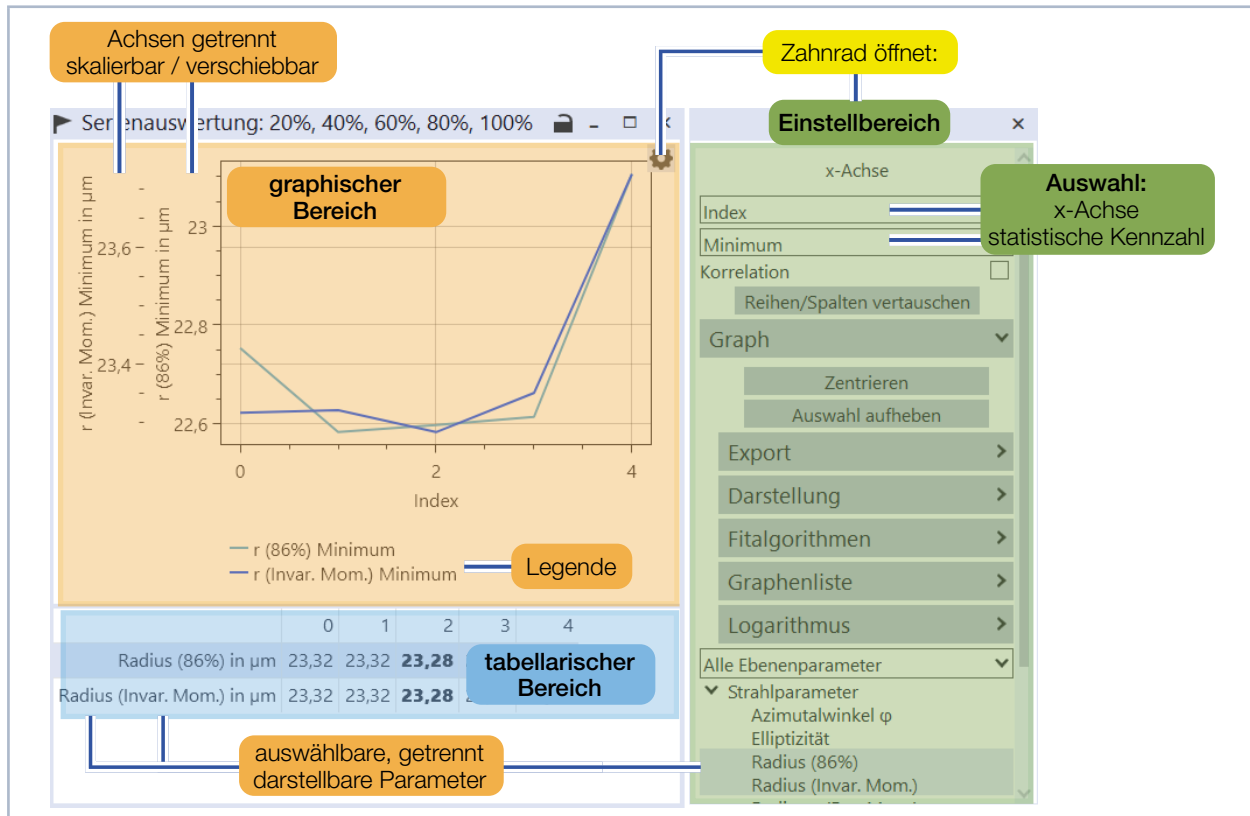 Achsen getrennt
skalierbar / verschiebbar
Zahnrad öffnet:
Serienauswertung: 20%, 40%, 60%, 80%, 100%
Einstellbereich
graphischer
Bereich
r (Invar. Mom.) Minimum in µm
23,6
23,4
r (86%) Minimum in µm
23
22,8
22,6
0 2 4
Index
r (86%) Minimum
r (Invar. Mom.) Minimum
Legende
0 1 2 3 4
Radius (86%) in µm 23,32 23,32 23,28
Radius (Invar. Mom.) in µm 23,32 23,32 23,28
tabellarischer
Bereich
auswählbare, getrennt
darstellbare Parameter
x-Achse
Index
Minimum
Auswahl:
x-Achse
statistische Kennzahl
Korrelation
Reihen/Spalten vertauschen
Graph
Zentrieren
Auswahl aufheben
Export
Darstellung
Fitalgorithmen
Graphenliste
Logarithmus
Alle Ebenenparameter
Strahlparameter
Azimutalwinkel φ
Elliptizität
Radius (86%)
Radius (Invar. Mom.)